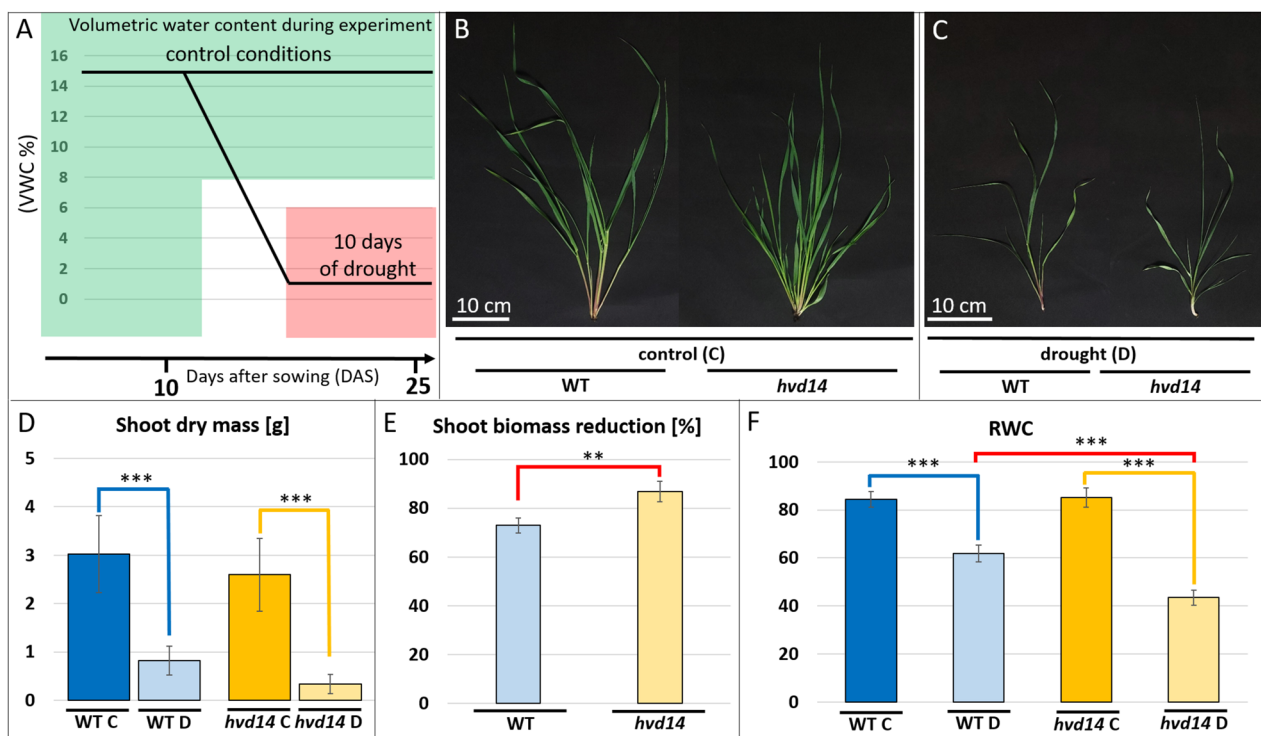 A
Volumetric water content during experiment
control conditions
16
14
12
10
8
6
4
2
0
(VWC %)
10 days
of drought
10
Days after sowing (DAS)
25
B
10 cm
control (C)
WT
hvd14
C
10 cm
drought (D)
WT
hvd14
D
Shoot dry mass [g]
5
4
3
2
1
0
***
***
WT C
WT D
hvd14 C
hvd14 D
E
Shoot biomass reduction [%]
100
80
60
40
20
0
**
WT
hvd14
F
RWC
100
80
60
40
20
0
***
***
***
WT C
WT D
hvd14 C
hvd14 D